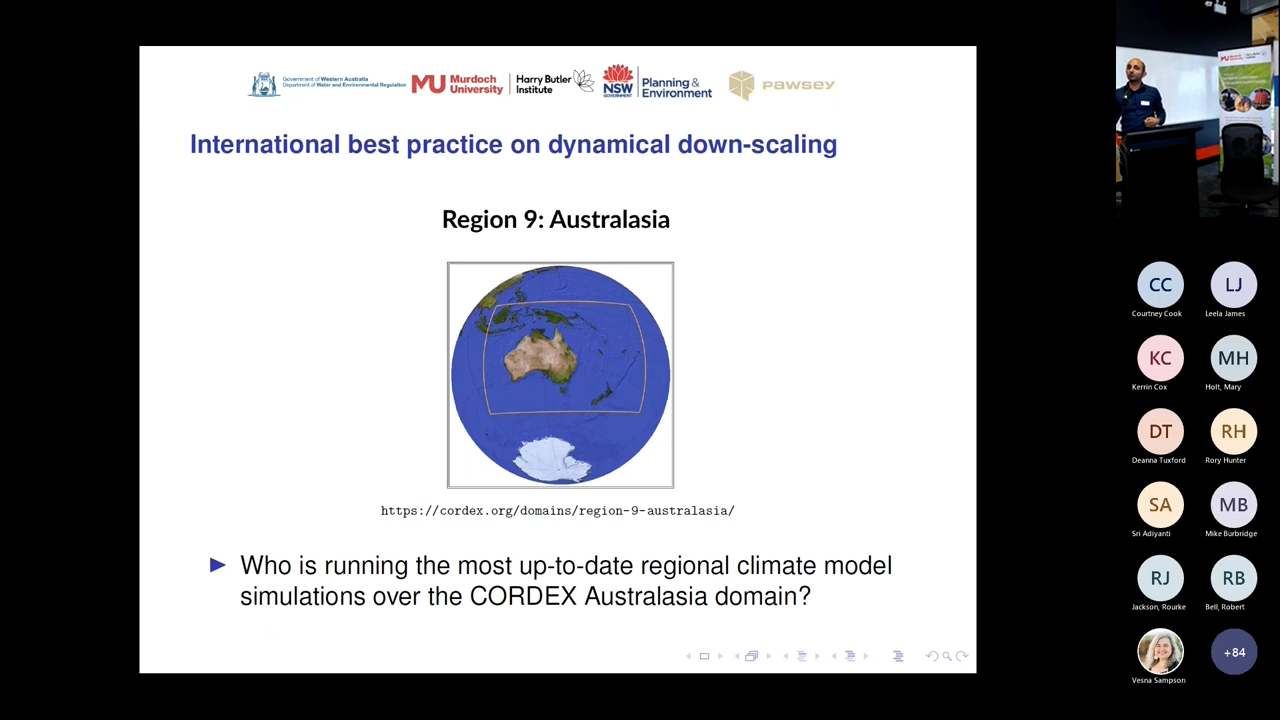 Government of Western Australia
Department of Water and Environmental Regulation
MU Murdoch University
Harry Butler Institute
NSW GOVERNMENT
Planning & Environment
PAWSEY
International best practice on dynamical down-scaling
Region 9: Australasia
https://cordex.org/domains/region-9-australasia/
Who is running the most up-to-date regional climate model
simulations over the CORDEX Australasia domain?
CC LJ
Courtney Cook Leela James
KC MH
Kerrin Cox Holt, Mary
DT RH
Deanna Tuxford Rory Hunter
SA MB
Sri Adiyanti Mike Burbridge
RJ RB
Jackson, Rourke Bell, Robert
+84
Vesna Sampson